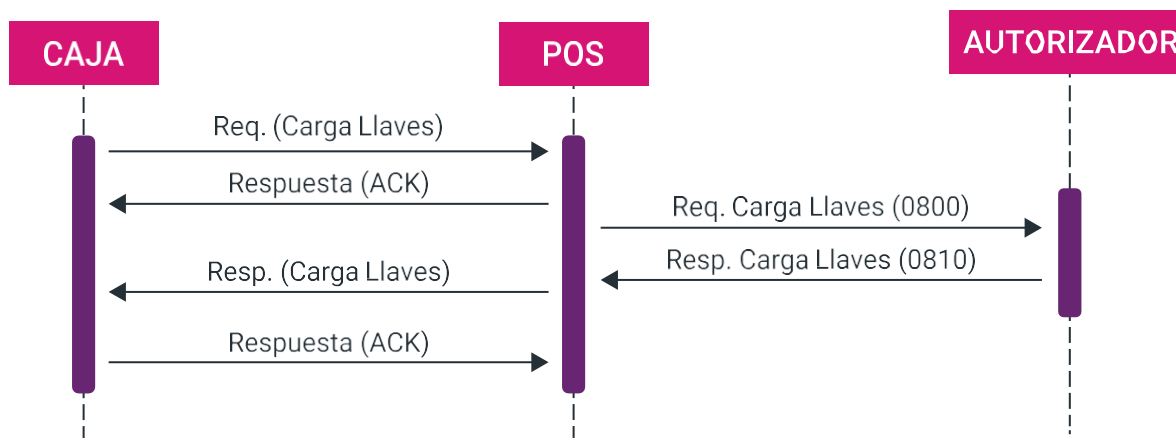 CAJA
POS
AUTORIZADOR
Req. (Carga Llaves)
Respuesta (ACK)
Req. Carga Llaves (0800)
Resp. Carga Llaves (0810)
Resp. (Carga Llaves)
Respuesta (ACK)